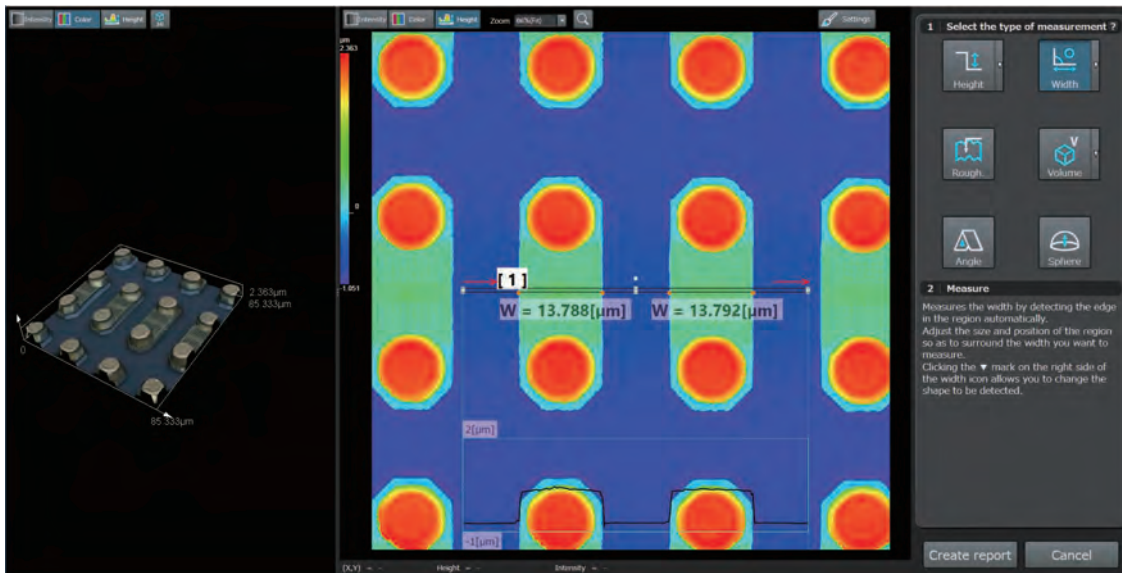 Intensity Color Height
2.363µm
85.333µm
0
85.333µm
Intensity Color Height Zoom Settings
µm
2.363
0
-1.051
[ 1 ]
W = 13.788[µm] W = 13.792[µm]
2[µm]
-1[µm]
(X,Y) = - Height = - Intensity = -
1 Select the type of measurement ?
Height Width
Rough. Volume
V
Angle Sphere
2 Measure
Measures the width by detecting the edge
in the region automatically.
Adjust the size and position of the region
so as to surround the width you want to
measure.
Clicking the ▼ mark on the right side of
the width icon allows you to change the
shape to be detected.
Create report Cancel